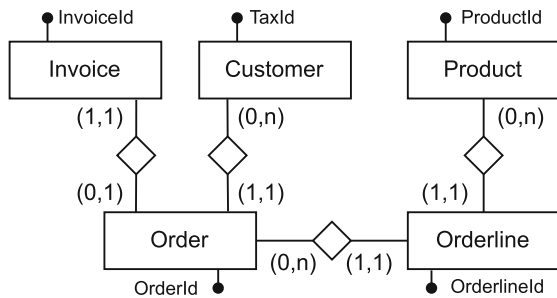 InvoiceId TaxId ProductId
Invoice Customer Product
(1,1) (0,n) (0,n)
(0,1) (1,1) (1,1)
Order Orderline
(0,n) (1,1)
OrderId OrderlineId